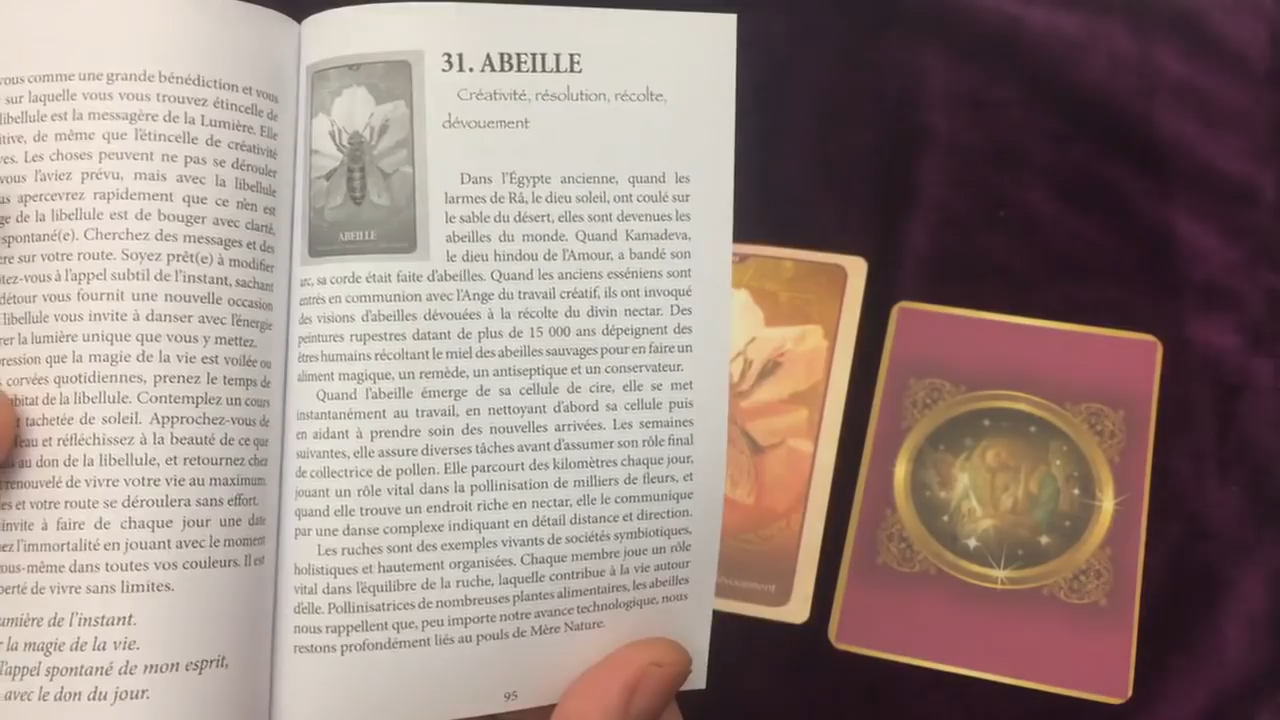 vous comme une grande bénédiction et vous
sur laquelle vous vous trouvez étincelle de
libellule est la messagère de la Lumière. Elle
itive, de même que l'étincelle de créativité
Les choses peuvent ne pas se dérouler
vous l'aviez prévu, mais avec la libellule
us apercevrez rapidement que ce n'en est
ge de la libellule est de bouger avec clarté,
spontané(e). Cherchez des messages et des
sur votre route. Soyez prêt(e) à modifier
tez-vous à l'appel subtil de l'instant, sachant
détour vous fournit une nouvelle occasion
libellule vous invite à danser avec l'énergie
rer la lumière unique que vous y mettez.
ression que la magie de la vie est voilée ou
corvées quotidiennes, prenez le temps de
abitat de la libellule. Contemplez un cours
tachetée de soleil. Approchez-vous de
l'eau et réfléchissez à la beauté de ce que
au don de la libellule, et retournez chez
renouvelé de vivre votre vie au maximum.
es et votre route se déroulera sans effort.
invite à faire de chaque jour une date
ez l'immortalité en jouant avec le moment
ous-même dans toutes vos couleurs. Il est
berté de vivre sans limites.
umière de l'instant.
la magie de la vie.
l'appel spontané de mon esprit,
avec le don du jour.
31. ABEILLE
Créativité, résolution, récolte,
dévouement
ABEILLE
Dans l'Égypte ancienne, quand les
larmes de Râ, le dieu soleil, ont coulé sur
le sable du désert, elles sont devenues les
abeilles du monde. Quand Kamadeva,
le dieu hindou de l'Amour, a bandé son
arc, sa corde était faite d'abeilles. Quand les anciens esséniens sont
entrés en communion avec l'Ange du travail créatif, ils ont invoqué
des visions d'abeilles dévouées à la récolte du divin nectar. Des
peintures rupestres datant de plus de 15 000 ans dépeignent des
êtres humains récoltant le miel des abeilles sauvages pour en faire un
aliment magique, un remède, un antiseptique et un conservateur.
Quand l'abeille émerge de sa cellule de cire, elle se met
instantanément au travail, en nettoyant d'abord sa cellule puis
en aidant à prendre soin des nouvelles arrivées. Les semaines
suivantes, elle assure diverses tâches avant d'assumer son rôle final
de collectrice de pollen. Elle parcourt des kilomètres chaque jour,
jouant un rôle vital dans la pollinisation de milliers de fleurs, et
quand elle trouve un endroit riche en nectar, elle le communique
par une danse complexe indiquant en détail distance et direction.
Les ruches sont des exemples vivants de sociétés symbiotiques,
holistiques et hautement organisées. Chaque membre joue un rôle
vital dans l'équilibre de la ruche, laquelle contribue à la vie autour
d'elle. Pollinisatrices de nombreuses plantes alimentaires, les abeilles
nous rappellent que, peu importe notre avance technologique, nous
restons profondément liés au pouls de Mère Nature.
95
évouement